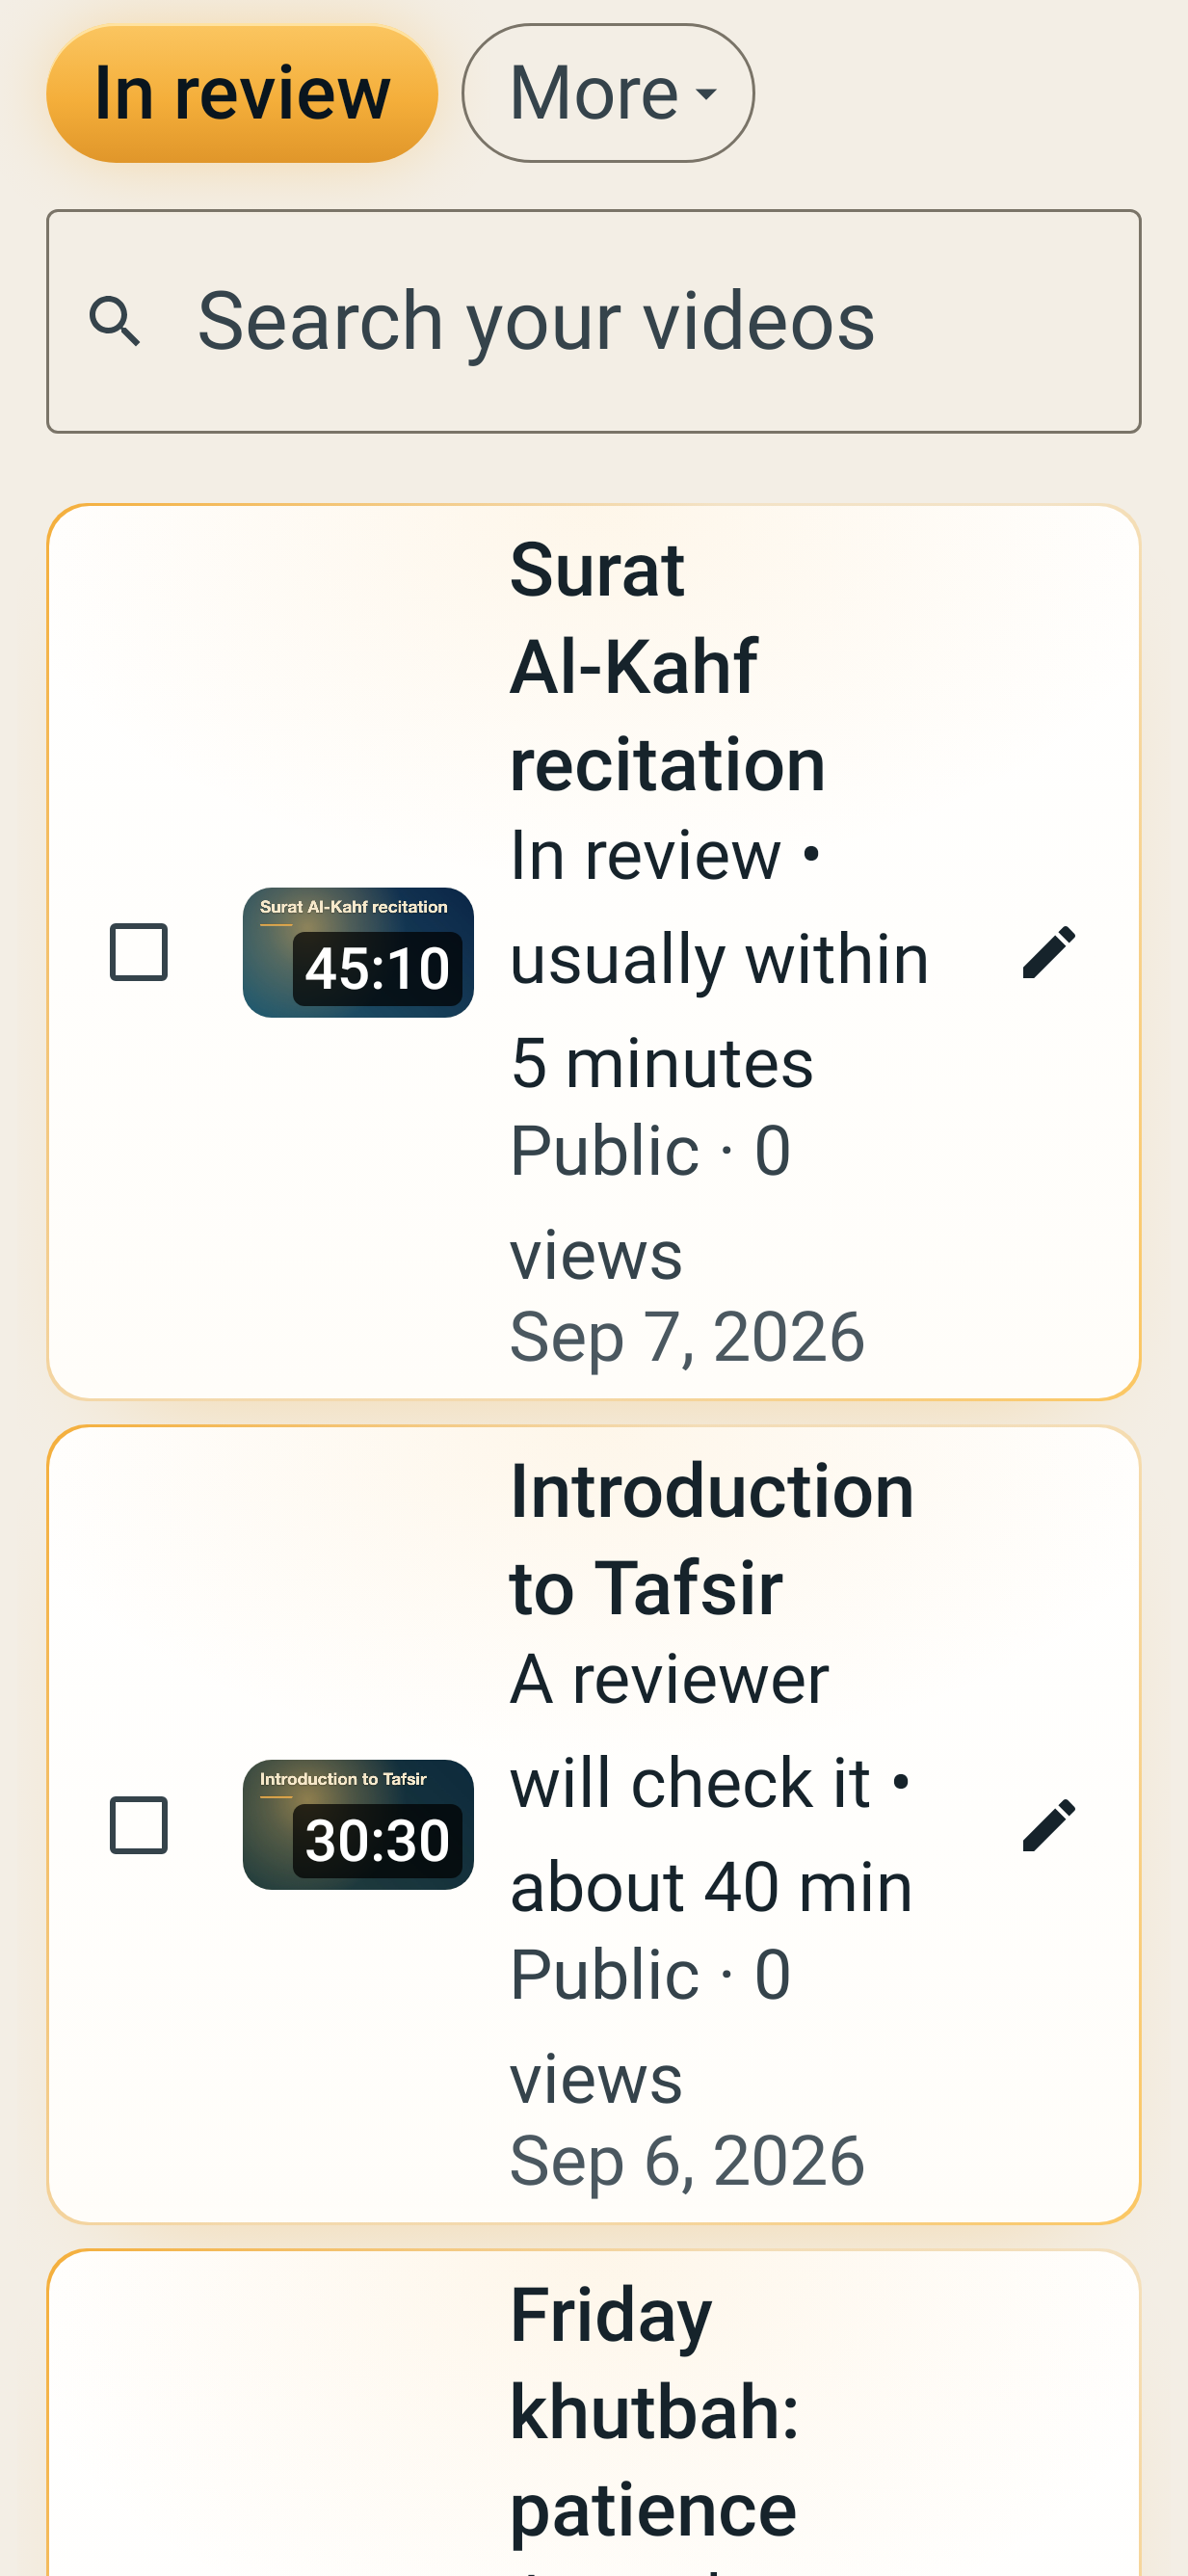 In review
More
Search your videos
Surat
Al-Kahf
recitation
In review •
usually within
5 minutes
Public · 0
views
Sep 7, 2026
Surat Al-Kahf recitation
45:10
Introduction
to Tafsir
A reviewer
will check it •
about 40 min
Public · 0
views
Sep 6, 2026
Introduction to Tafsir
30:30
Friday
khutbah:
patience